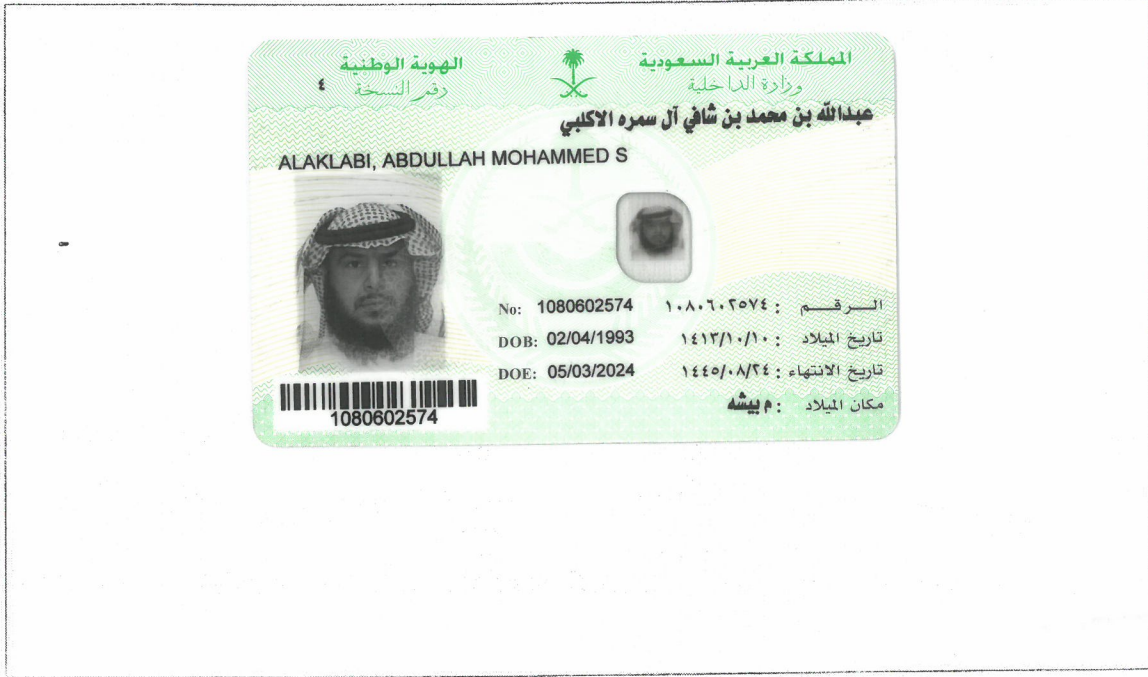 المملكة العربية السعودية
وزارة الداخلية
الهوية الوطنية
رقم النسخة ٤
عبدالله بن محمد بن شافي آل سمره الاكلبي
ALAKLABI, ABDULLAH MOHAMMED S
الرقم : ١٠٨٠٦٠٢٥٧٤ No: 1080602574
تاريخ الميلاد : ١٤١٣/١٠/١٠ DOB: 02/04/1993
تاريخ الانتهاء : ١٤٤٥/٠٨/٢٤ DOE: 05/03/2024
مكان الميلاد : م بيشه
1080602574